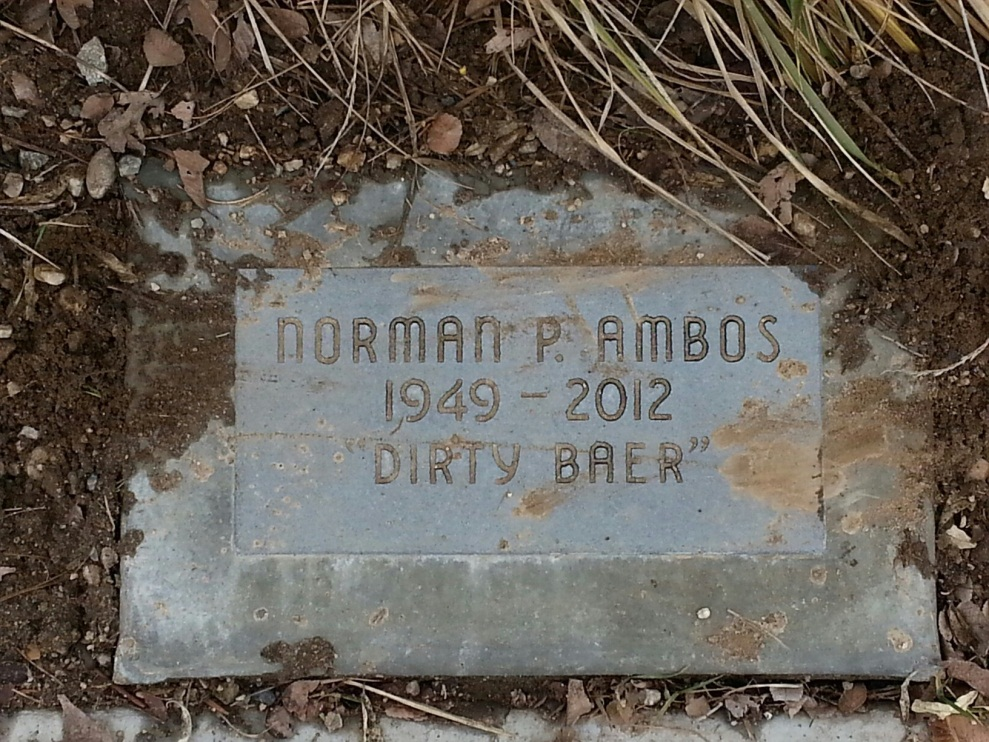 NORMAN P. AMBOS
1949 - 2012
"DIRTY BAER"